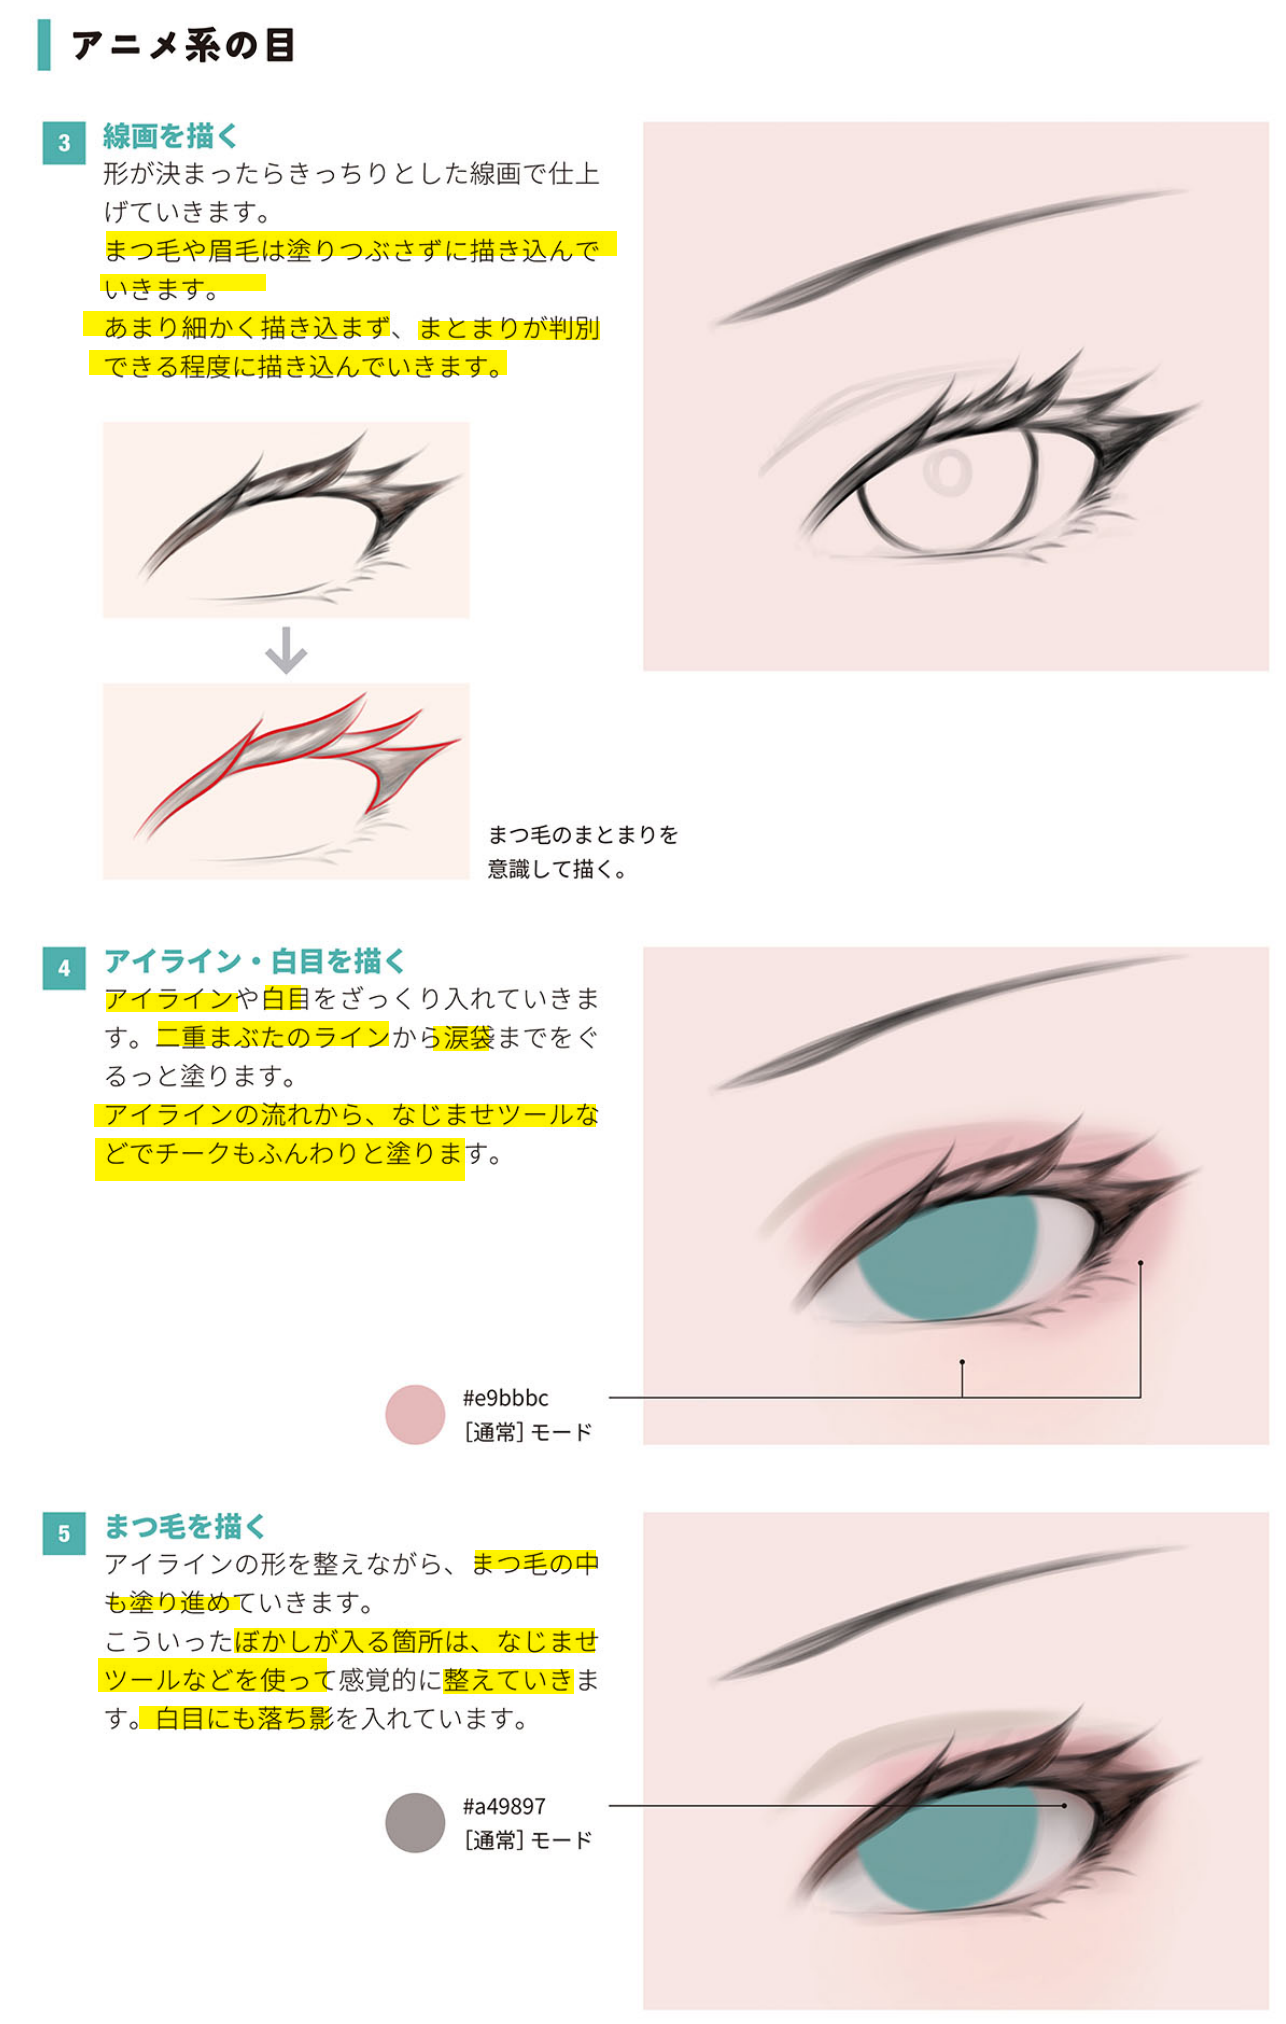 アニメ系の目
3 線画を描く
形が決まったらきっちりとした線画で仕上
げていきます。
まつ毛や眉毛は塗りつぶさずに描き込んで
いきます。
あまり細かく描き込まず、まとまりが判別
できる程度に描き込んでいきます。
まつ毛のまとまりを
意識して描く。
4 アイライン・白目を描く
アイラインや白目をざっくり入れていきま
す。二重まぶたのラインから涙袋までをぐ
るっと塗ります。
アイラインの流れから、なじませツールな
どでチークもふんわりと塗ります。
#e9bbbc
[通常] モード
5 まつ毛を描く
アイラインの形を整えながら、まつ毛の中
も塗り進めていきます。
こういったぼかしが入る箇所は、なじませ
ツールなどを使って感覚的に整えていきま
す。白目にも落ち影を入れています。
#a49897
[通常] モード